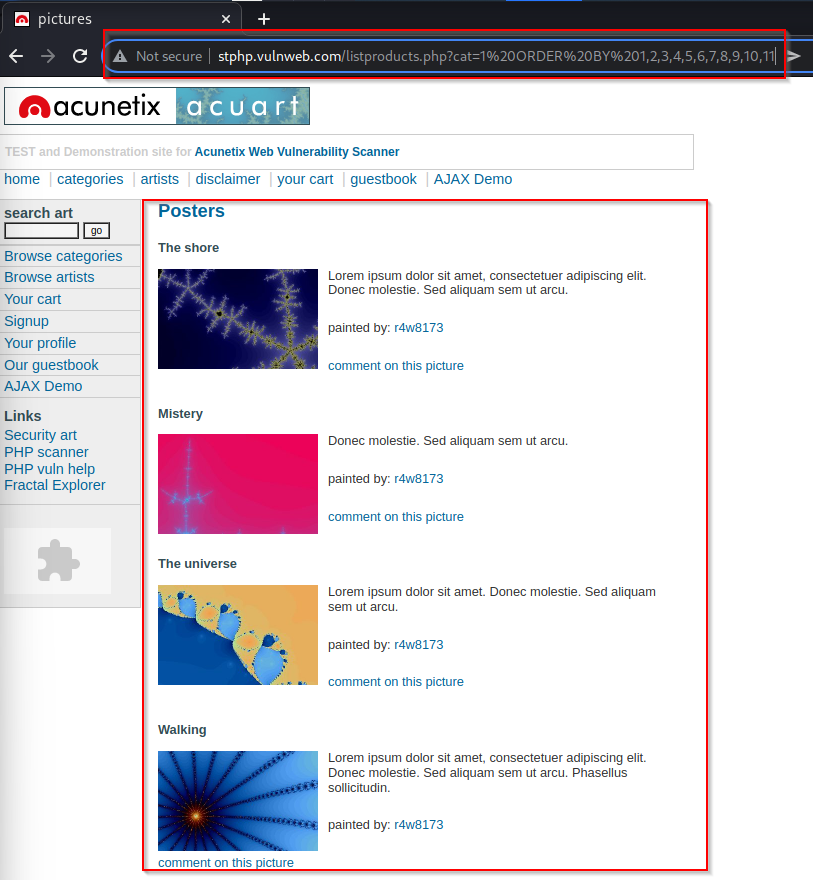 pictures
Not secure stphp.vulnweb.com/listproducts.php?cat=1%20ORDER%20BY%201,2,3,4,5,6,7,8,9,10,11
acunetix acuart
TEST and Demonstration site for Acunetix Web Vulnerability Scanner
home | categories | artists | disclaimer | your cart | guestbook | AJAX Demo
search art
go
Browse categories
Browse artists
Your cart
Signup
Your profile
Our guestbook
AJAX Demo
Links
Security art
PHP scanner
PHP vuln help
Fractal Explorer
Posters
The shore
Lorem ipsum dolor sit amet, consectetuer adipiscing elit.
Donec molestie. Sed aliquam sem ut arcu.
painted by: r4w8173
comment on this picture
Mistery
Donec molestie. Sed aliquam sem ut arcu.
painted by: r4w8173
comment on this picture
The universe
Lorem ipsum dolor sit amet. Donec molestie. Sed aliquam
sem ut arcu.
painted by: r4w8173
comment on this picture
Walking
Lorem ipsum dolor sit amet, consectetuer adipiscing elit.
Donec molestie. Sed aliquam sem ut arcu. Phasellus
sollicitudin.
painted by: r4w8173
comment on this picture